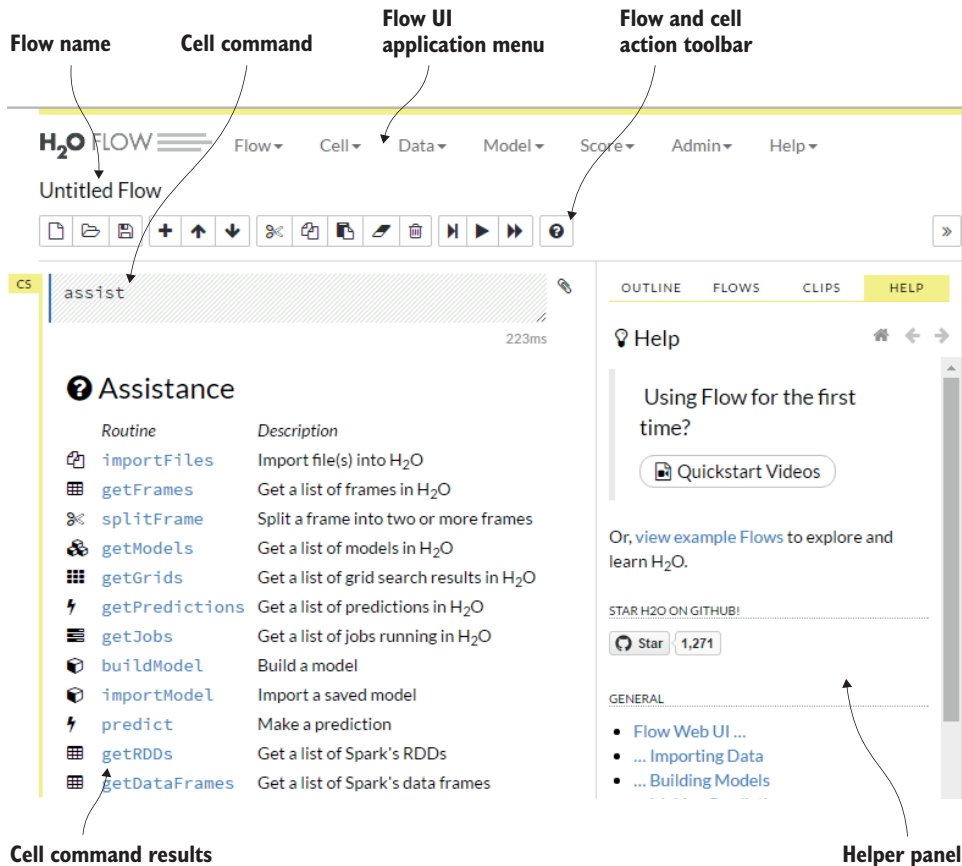 Flow name
Cell command
Flow UI
application menu
Flow and cell
action toolbar
H2O FLOW
Flow
Cell
Data
Model
Score
Admin
Help
Untitled Flow
CS
assist
223ms
Assistance
Routine Description
importFiles Import file(s) into H2O
getFrames Get a list of frames in H2O
splitFrame Split a frame into two or more frames
getModels Get a list of models in H2O
getGrids Get a list of grid search results in H2O
getPredictions Get a list of predictions in H2O
getJobs Get a list of jobs running in H2O
buildModel Build a model
importModel Import a saved model
predict Make a prediction
getRDDs Get a list of Spark's RDDs
getDataFrames Get a list of Spark's data frames
OUTLINE FLOWS CLIPS HELP
Help
Using Flow for the first
time?
Quickstart Videos
Or, view example Flows to explore and
learn H2O.
STAR H2O ON GITHUB!
Star 1,271
GENERAL
Flow Web UI ...
... Importing Data
... Building Models
Cell command results
Helper panel